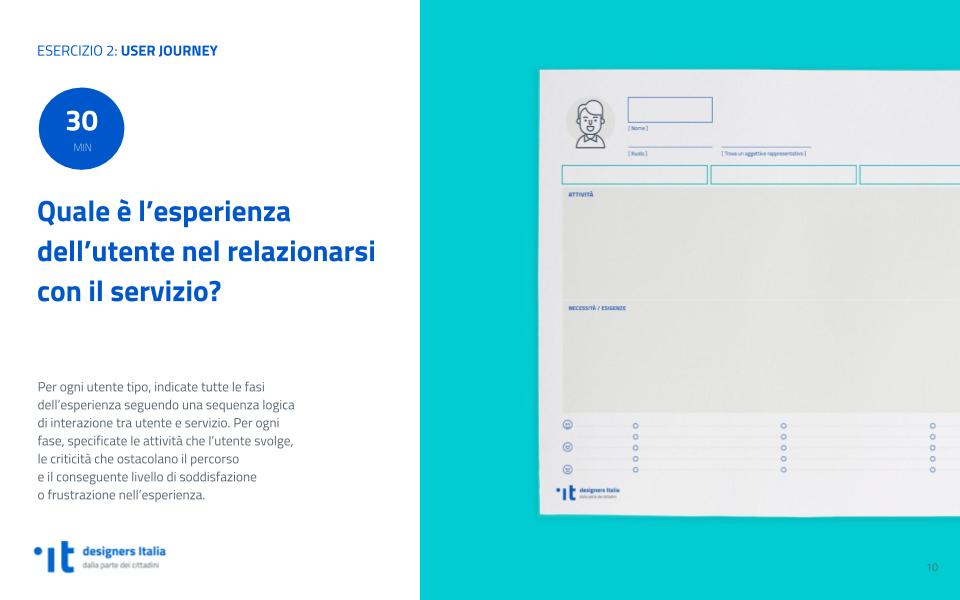 ESERCIZIO 2: USER JOURNEY
30
MIN
Quale è l’esperienza
dell’utente nel relazionarsi
con il servizio?
Per ogni utente tipo, indicate tutte le fasi
dell’esperienza seguendo una sequenza logica
di interazione tra utente e servizio. Per ogni
fase, specificate le attività che l’utente svolge,
le criticità che ostacolano il percorso
e il conseguente livello di soddisfazione
o frustrazione nell’esperienza.
it designers Italia
dalla parte dei cittadini
[ Nome ]
[ Ruolo ] [ Trova un aggettivo rappresentativo ]
ATTIVITÀ
NECESSITÀ / ESIGENZE
it designers Italia
dalla parte dei cittadini
10